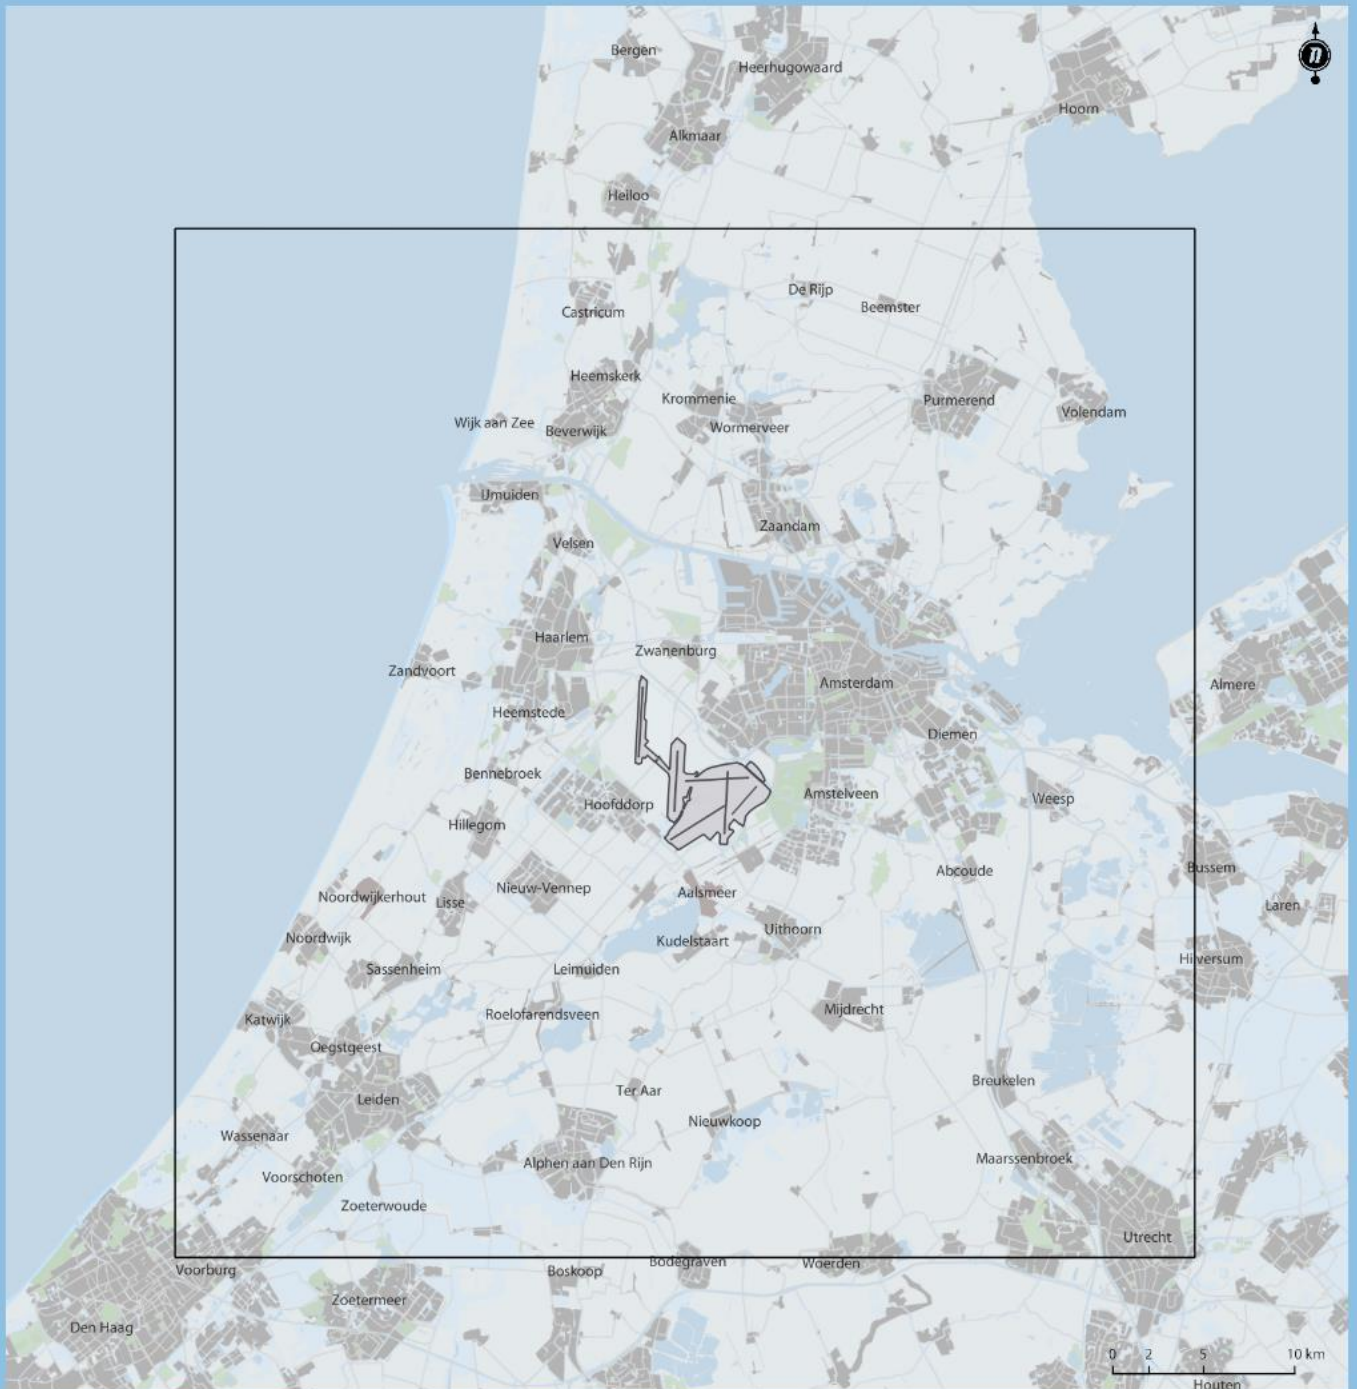 Bergen
Heerhugowaard
Hoorn
Alkmaar
Heiloo
De Rijp
Beemster
Castricum
Heemskerk
Krommenie
Purmerend
Volendam
Wijk aan Zee
Beverwijk
Wormerveer
IJmuiden
Zaandam
Velsen
Haarlem
Zwanenburg
Zandvoort
Amsterdam
Almere
Heemstede
Diemen
Bennebroek
Hoofddorp
Amstelveen
Weesp
Hillegom
Abcoude
Bussem
Nieuw-Vennep
Aalsmeer
Noordwijkerhout
Lisse
Laren
Uithoorn
Noordwijk
Kudelstaart
Hilversum
Sassenheim
Leimuiden
Mijdrecht
Katwijk
Roelofarendsveen
Oegstgeest
Breukelen
Ter Aar
Leiden
Nieuwkoop
Wassenaar
Maarssenbroek
Alphen aan Den Rijn
Voorschoten
Zoeterwoude
Utrecht
Voorburg
Boskoop
Bodegraven
Woerden
Zoetermeer
Den Haag
0 2 5 10 km
Houten